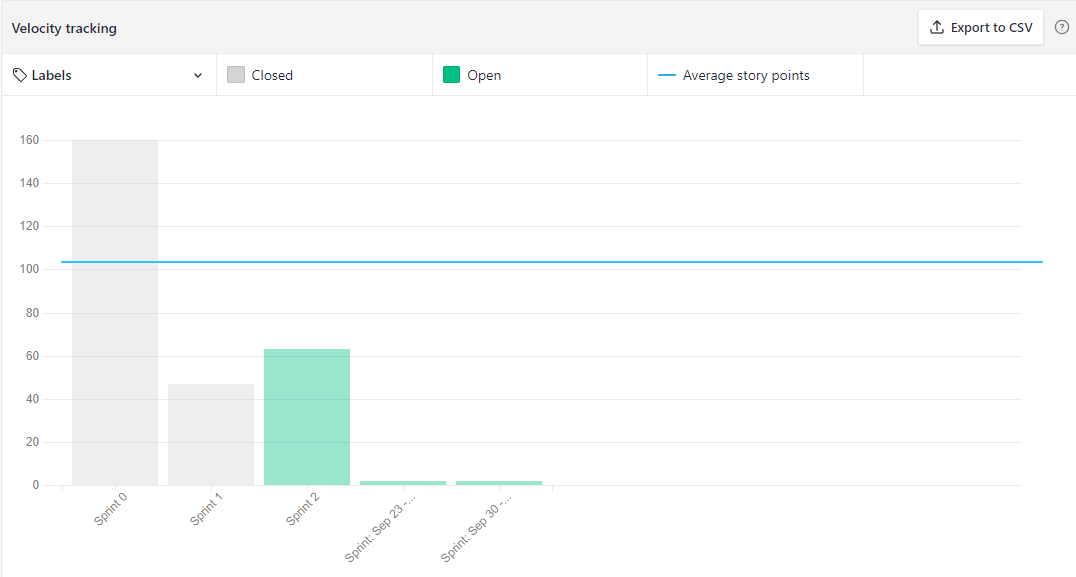 Velocity tracking
Export to CSV
?
Labels
Closed
Open
Average story points
160
140
120
100
80
60
40
20
0
Sprint 0
Sprint 1
Sprint 2
Sprint: Sep 23 -...
Sprint: Sep 30 -...